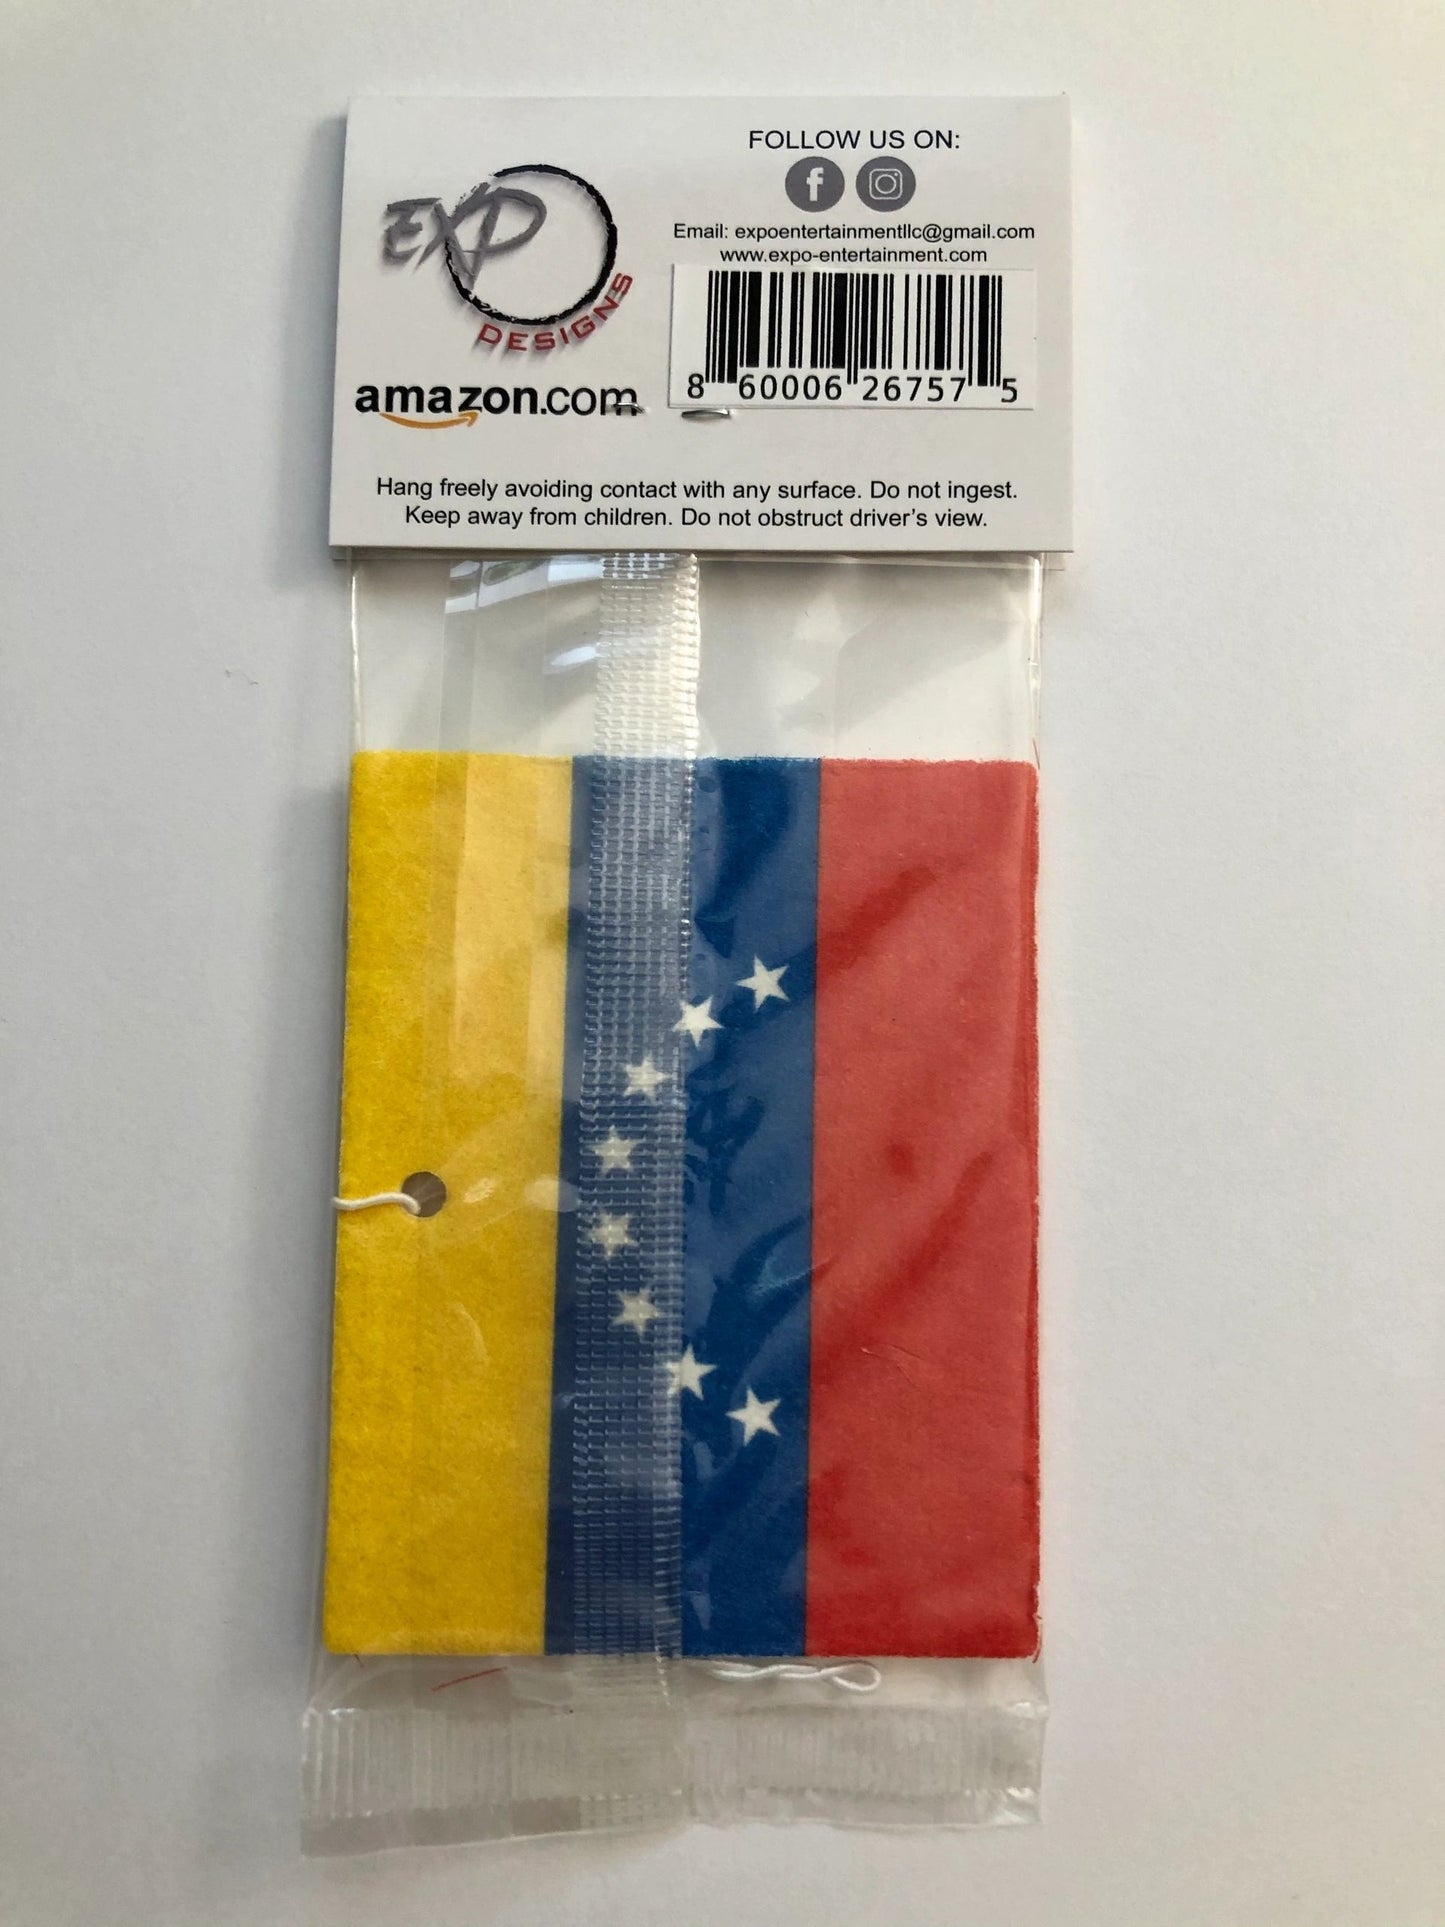 EXPO
DESIGNS
amazon.com
FOLLOW US ON:
Email: expoentertainmentllc@gmail.com
www.expo-entertainment.com
8 60006 26757 5
Hang freely avoiding contact with any surface. Do not ingest.
Keep away from children. Do not obstruct driver's view.